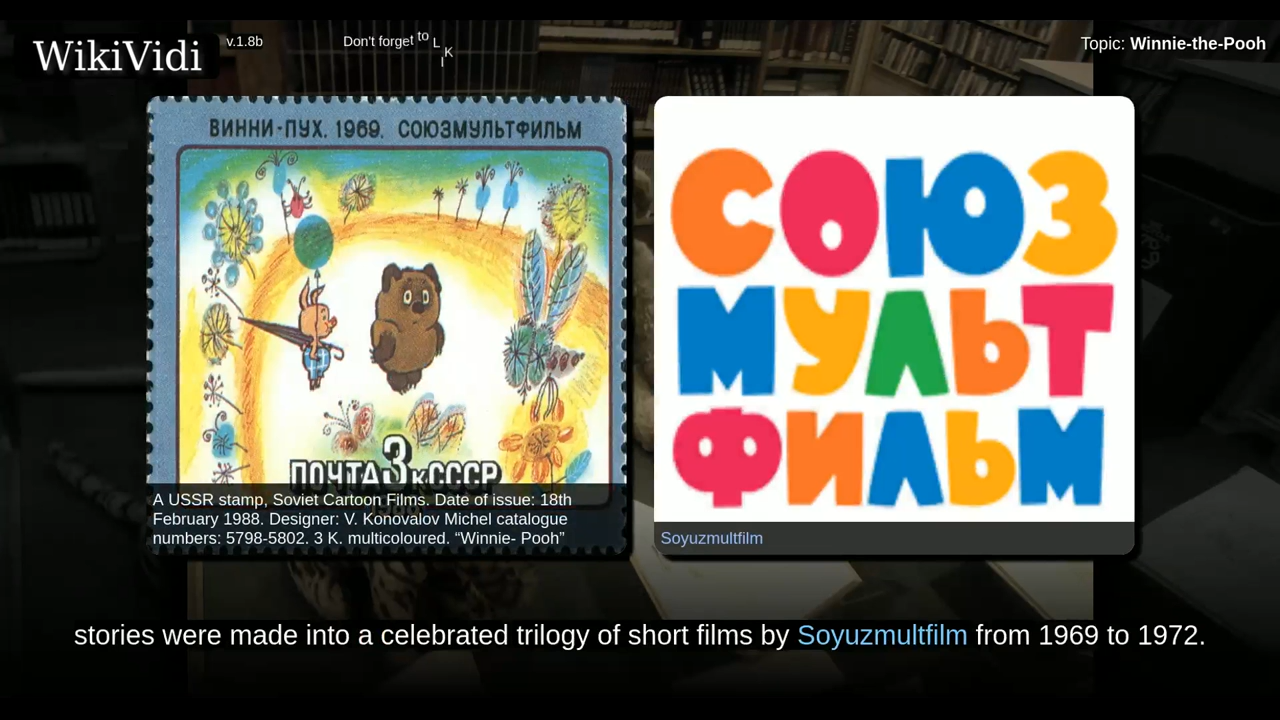 WikiVidi
v.1.8b
Don't forget to LIK
Topic: Winnie-the-Pooh
ВИННИ-ПУХ. 1969. СОЮЗМУЛЬТФИЛЬМ
ПОЧТА 3 К СССР
A USSR stamp, Soviet Cartoon Films. Date of issue: 18th
February 1988. Designer: V. Konovalov Michel catalogue
numbers: 5798-5802. 3 K. multicoloured. “Winnie- Pooh”
СОЮЗ
МУЛЬТ
ФИЛЬМ
Soyuzmultfilm
stories were made into a celebrated trilogy of short films by Soyuzmultfilm from 1969 to 1972.